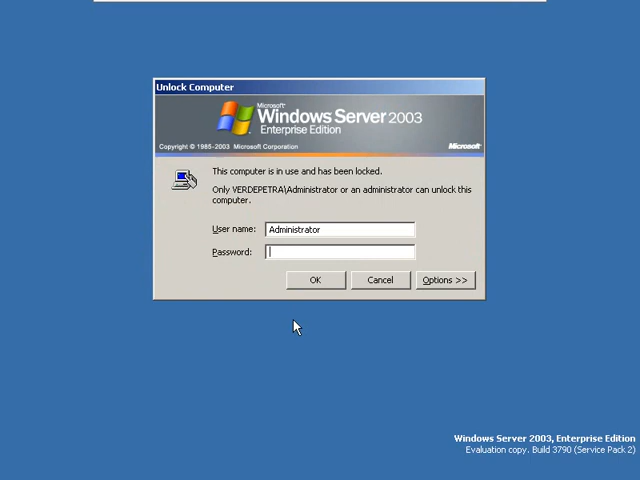 Unlock Computer
Microsoft
Windows Server 2003
Enterprise Edition
Copyright © 1985-2003 Microsoft Corporation
Microsoft
This computer is in use and has been locked.
Only VERDEPETRA\Administrator or an administrator can unlock this
computer.
User name: Administrator
Password:
OK Cancel Options >>
Windows Server 2003, Enterprise Edition
Evaluation copy. Build 3790 (Service Pack 2)